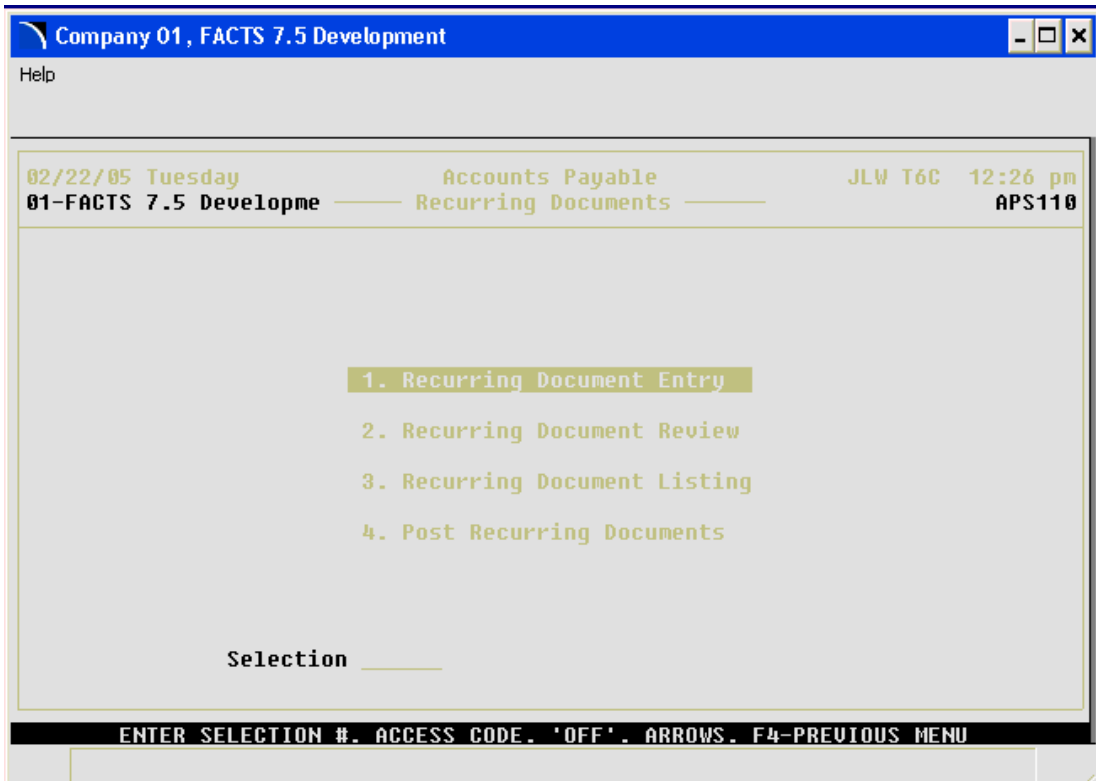 Company 01, FACTS 7.5 Development
Help
02/22/05 Tuesday Accounts Payable JLW T6C 12:26 pm
01-FACTS 7.5 Developme Recurring Documents APS110
1. Recurring Document Entry
2. Recurring Document Review
3. Recurring Document Listing
4. Post Recurring Documents
Selection ______
ENTER SELECTION #. ACCESS CODE. 'OFF'. ARROWS. F4-PREVIOUS MENU